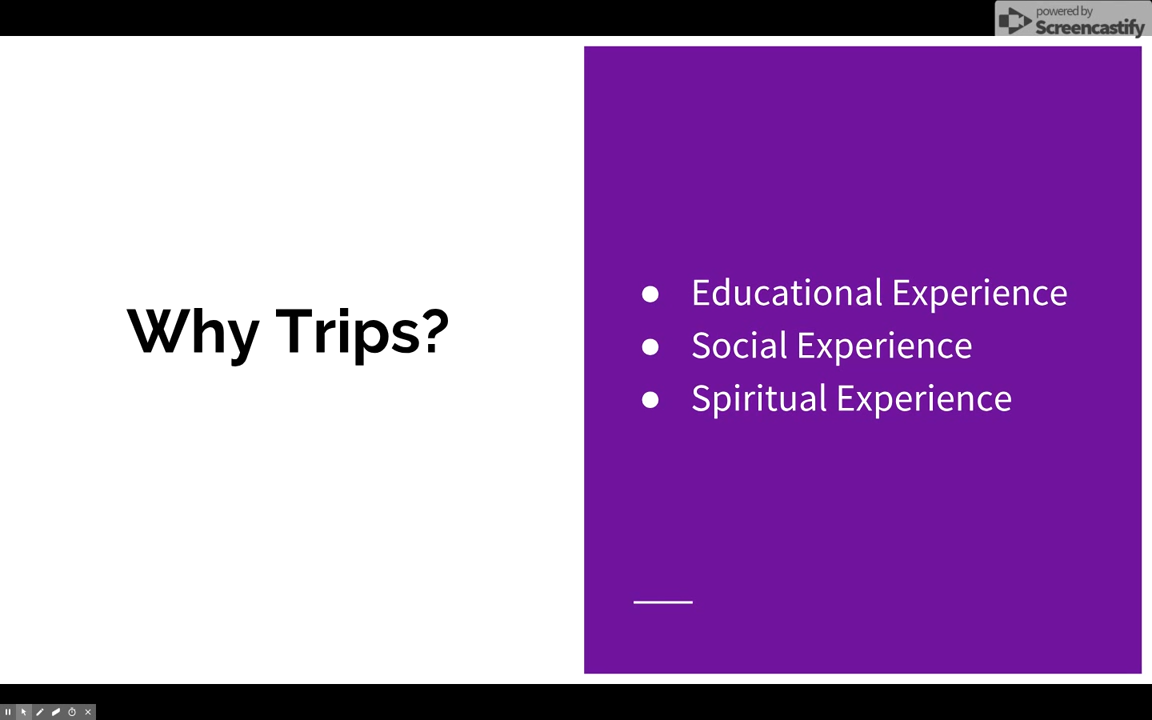 powered by
Screencastify
Why Trips?
● Educational Experience
● Social Experience
● Spiritual Experience